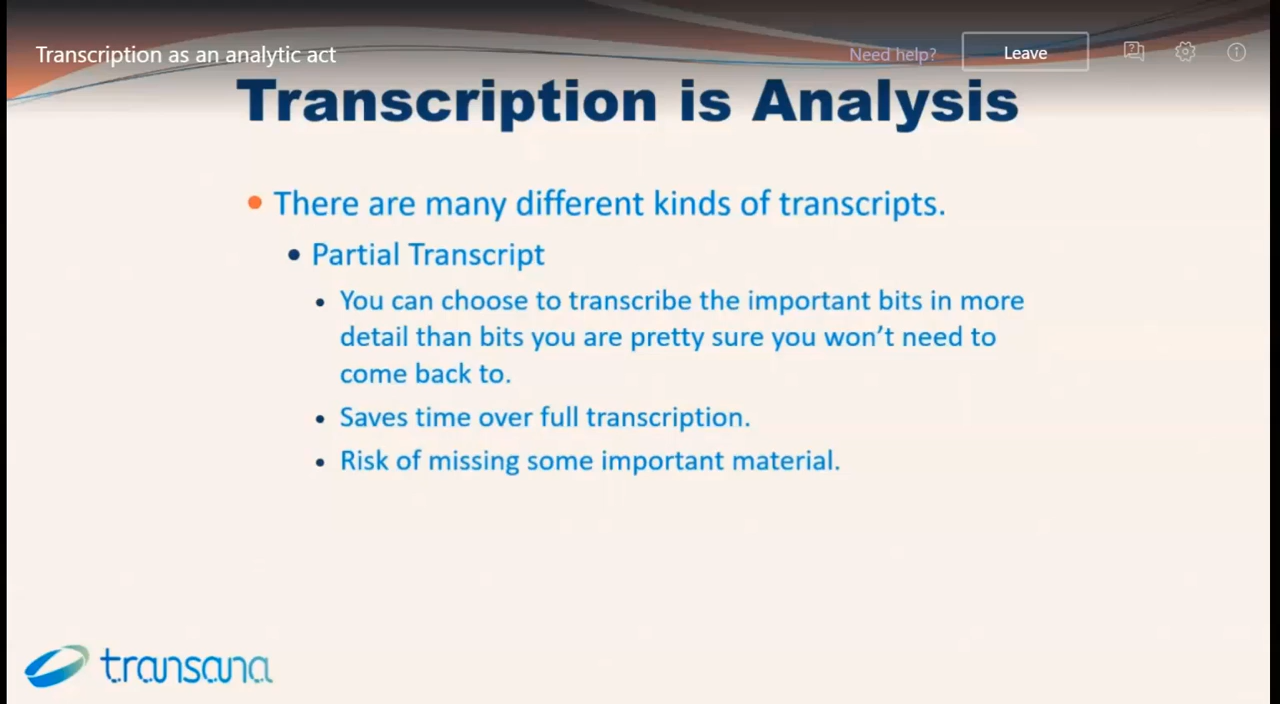 Transcription as an analytic act
Need help?
Leave
Transcription is Analysis
There are many different kinds of transcripts.
Partial Transcript
You can choose to transcribe the important bits in more
detail than bits you are pretty sure you won’t need to
come back to.
Saves time over full transcription.
Risk of missing some important material.
transana